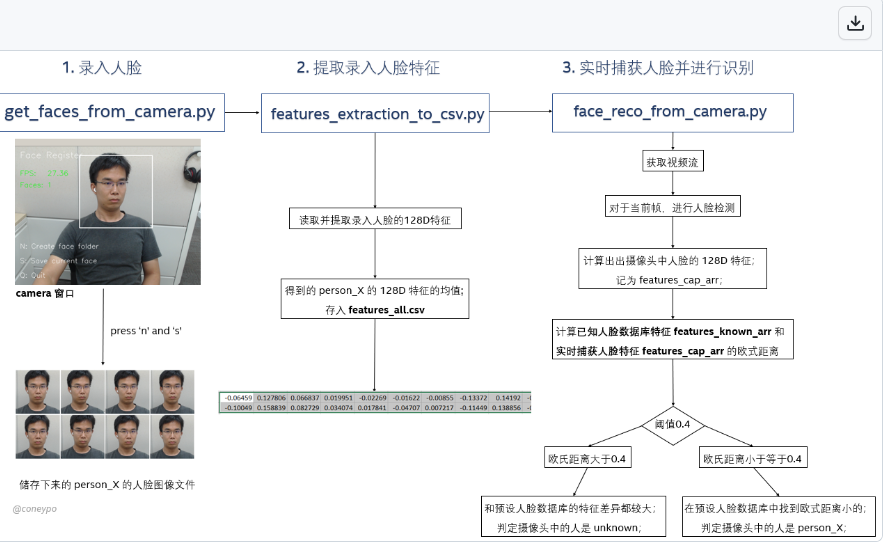 1. 录入人脸
2. 提取录入人脸特征
3. 实时捕获人脸并进行识别
get_faces_from_camera.py
features_extraction_to_csv.py
face_reco_from_camera.py
Face Register
FPS: 27.36
Faces: 1
N: Create face folder
S: Save current face
Q: Quit
camera 窗口
press 'n' and 's'
储存下来的 person_X 的人脸图像文件
@coneypo
读取并提取录入人脸的128D特征
得到的 person_X 的 128D 特征的均值;
存入 features_all.csv
-0.06459 0.127806 0.066837 0.019951 -0.02269 -0.01622 -0.00855 -0.13372 0.14192
-0.10049 0.158839 0.082729 0.034074 0.017841 -0.04707 0.007217 -0.11449 0.138856
获取视频流
对于当前帧，进行人脸检测
计算出出摄像头中人脸的 128D 特征;
记为 features_cap_arr;
计算已知人脸数据库特征 features_known_arr 和
实时捕获人脸特征 features_cap_arr 的欧式距离
阈值0.4
欧氏距离大于0.4
欧氏距离小于等于0.4
和预设人脸数据库的特征差异都较大;
判定摄像头中的人是 unknown;
在预设人脸数据库中找到欧式距离小的;
判定摄像头中的人是 person_X;